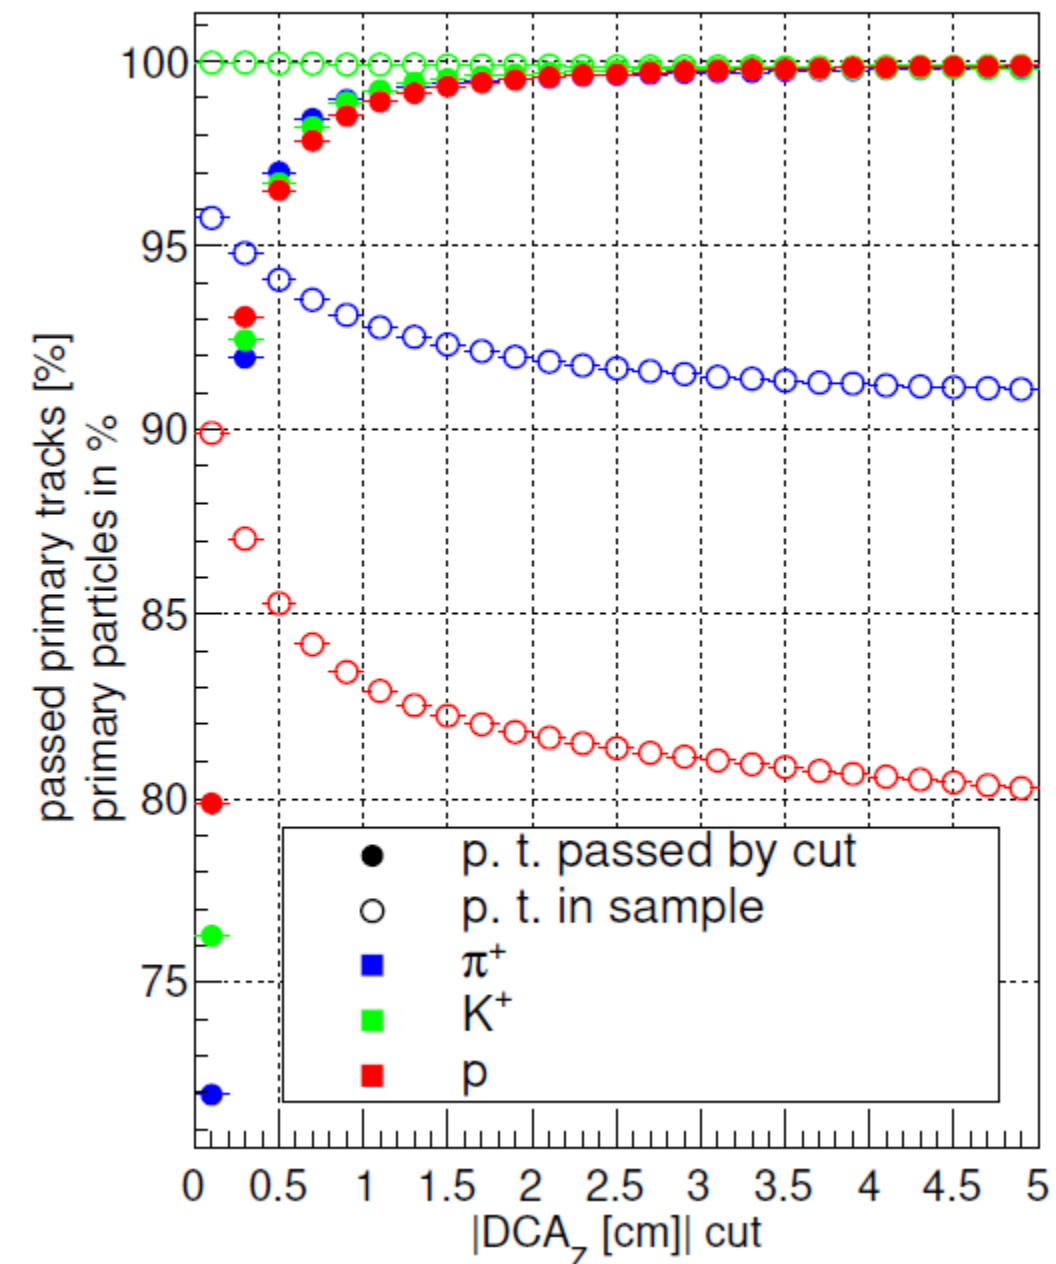 passed primary tracks [%]
primary particles in %
100
95
90
85
80
75
p. t. passed by cut
p. t. in sample
π+
K+
p
0 0.5 1 1.5 2 2.5 3 3.5 4 4.5 5
|DCAz [cm]| cut